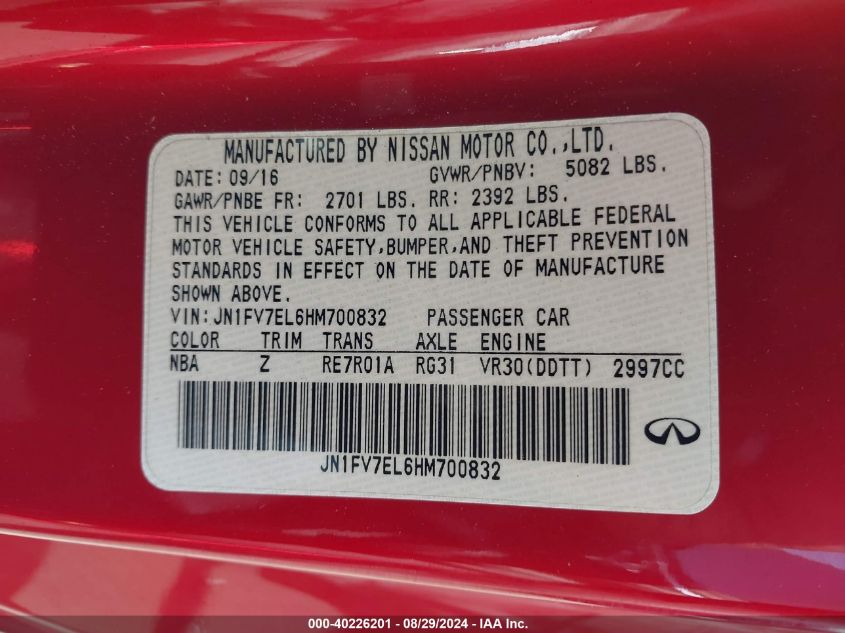 MANUFACTURED BY NISSAN MOTOR CO.,LTD.
DATE: 09/16 GVWR/PNBV: 5082 LBS.
GAWR/PNBE FR: 2701 LBS. RR: 2392 LBS.
THIS VEHICLE CONFORMS TO ALL APPLICABLE FEDERAL
MOTOR VEHICLE SAFETY,BUMPER,AND THEFT PREVENTION
STANDARDS IN EFFECT ON THE DATE OF MANUFACTURE
SHOWN ABOVE.
VIN: JN1FV7EL6HM700832 PASSENGER CAR
COLOR TRIM TRANS AXLE ENGINE
NBA Z RE7R01A RG31 VR30(DDTT) 2997CC
JN1FV7EL6HM700832
000-40226201 - 08/29/2024 - IAA Inc.